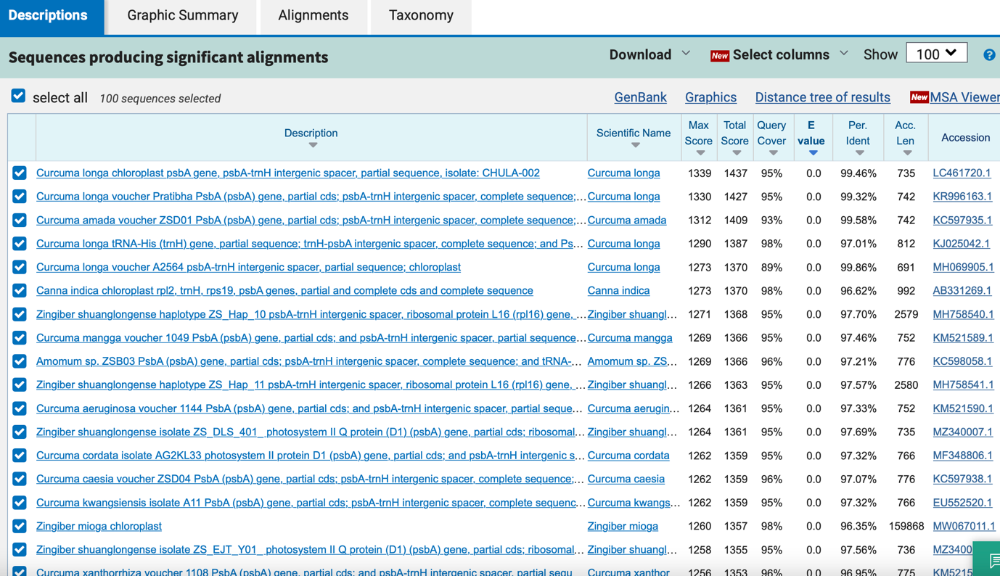 Descriptions Graphic Summary Alignments Taxonomy
Sequences producing significant alignments Download New Select columns Show 100 ?
select all 100 sequences selected GenBank Graphics Distance tree of results New MSA Viewer
Description Scientific Name Max Score Total Score Query Cover E value Per. Ident Acc. Len Accession
Curcuma longa chloroplast psbA gene, psbA-trnH intergenic spacer, partial sequence, isolate: CHULA-002 Curcuma longa 1339 1437 95% 0.0 99.46% 735 LC461720.1
Curcuma longa voucher Pratibha PsbA (psbA) gene, partial cds; psbA-trnH intergenic spacer, complete sequence;... Curcuma longa 1330 1427 95% 0.0 99.32% 742 KR996163.1
Curcuma amada voucher ZSD01 PsbA (psbA) gene, partial cds; psbA-trnH intergenic spacer, complete sequence;... Curcuma amada 1312 1409 93% 0.0 99.58% 742 KC597935.1
Curcuma longa tRNA-His (trnH) gene, partial sequence; trnH-psbA intergenic spacer, complete sequence; and Ps... Curcuma longa 1290 1387 98% 0.0 97.01% 812 KJ025042.1
Curcuma longa voucher A2564 psbA-trnH intergenic spacer, partial sequence; chloroplast Curcuma longa 1273 1370 89% 0.0 99.86% 691 MH069905.1
Canna indica chloroplast rpl2, trnH, rps19, psbA genes, partial and complete cds and complete sequence Canna indica 1273 1370 98% 0.0 96.62% 992 AB331269.1
Zingiber shuanglongense haplotype ZS_Hap_10 psbA-trnH intergenic spacer, ribosomal protein L16 (rpl16) gene, ... Zingiber shuangl... 1271 1368 95% 0.0 97.70% 2579 MH758540.1
Curcuma mangga voucher 1049 PsbA (psbA) gene, partial cds; and psbA-trnH intergenic spacer, partial sequence... Curcuma mangga 1269 1366 95% 0.0 97.46% 752 KM521589.1
Amomum sp. ZSB03 PsbA (psbA) gene, partial cds; psbA-trnH intergenic spacer, complete sequence; and tRNA-... Amomum sp. ZS... 1269 1366 96% 0.0 97.21% 776 KC598058.1
Zingiber shuanglongense haplotype ZS_Hap_11 psbA-trnH intergenic spacer, ribosomal protein L16 (rpl16) gene, ... Zingiber shuangl... 1266 1363 95% 0.0 97.57% 2580 MH758541.1
Curcuma aeruginosa voucher 1144 PsbA (psbA) gene, partial cds; and psbA-trnH intergenic spacer, partial seque... Curcuma aerugin... 1264 1361 95% 0.0 97.33% 752 KM521590.1
Zingiber shuanglongense isolate ZS_DLS_401_ photosystem II Q protein (D1) (psbA) gene, partial cds; ribosomal... Zingiber shuangl... 1264 1361 95% 0.0 97.69% 735 MZ340007.1
Curcuma cordata isolate AG2KL33 photosystem II protein D1 (psbA) gene, partial cds; and psbA-trnH intergenic s... Curcuma cordata 1262 1359 95% 0.0 97.32% 766 MF348806.1
Curcuma caesia voucher ZSD04 PsbA (psbA) gene, partial cds; psbA-trnH intergenic spacer, complete sequence;... Curcuma caesia 1262 1359 96% 0.0 97.07% 776 KC597938.1
Curcuma kwangsiensis isolate A11 PsbA (psbA) gene, partial cds; psbA-trnH intergenic spacer, complete sequenc... Curcuma kwangs... 1262 1359 95% 0.0 97.32% 766 EU552520.1
Zingiber mioga chloroplast Zingiber mioga 1260 1357 98% 0.0 96.35% 159868 MW067011.1
Zingiber shuanglongense isolate ZS_EJT_Y01_ photosystem II Q protein (D1) (psbA) gene, partial cds; ribosomal... Zingiber shuangl... 1258 1355 95% 0.0 97.56% 736 MZ3400
Curcuma xanthorrhiza voucher 1108 PsbA (psbA) gene, partial cds; and psbA-trnH intergenic spacer, partial sequ Curcuma xanthor 1256 1353 96% 0.0 96.95% 775 KM5215